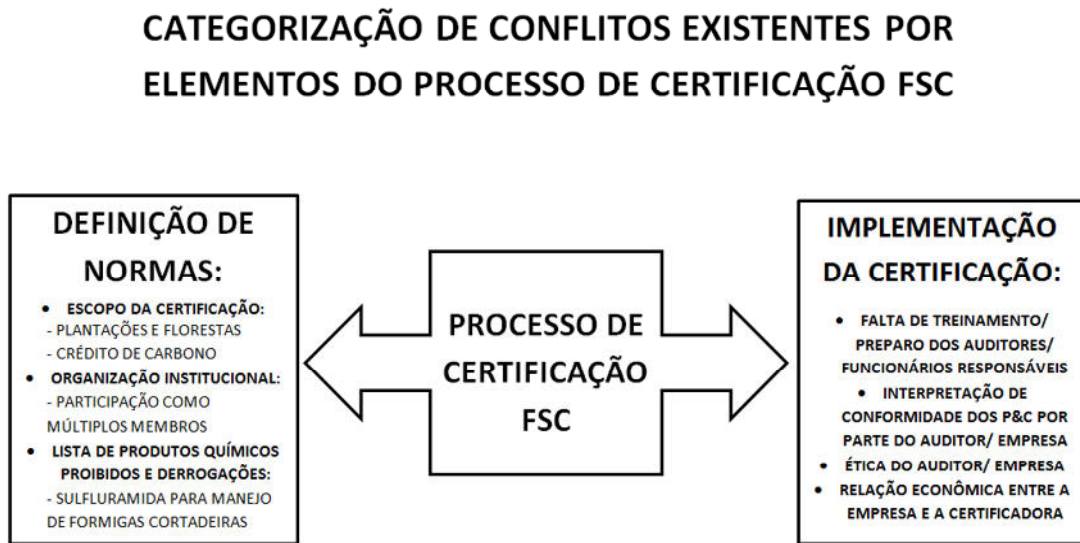 CATEGORIZAÇÃO DE CONFLITOS EXISTENTES POR
ELEMENTOS DO PROCESSO DE CERTIFICAÇÃO FSC
DEFINIÇÃO DE
NORMAS:
• ESCOPO DA CERTIFICAÇÃO:
- PLANTAÇÕES E FLORESTAS
- CRÉDITO DE CARBONO
• ORGANIZAÇÃO INSTITUCIONAL:
- PARTICIPAÇÃO COMO
MÚLTIPLOS MEMBROS
• LISTA DE PRODUTOS QUÍMICOS
PROIBIDOS E DERROGAÇÕES:
- SULFLURAMIDA PARA MANEJO
DE FORMIGAS CORTADEIRAS
PROCESSO DE
CERTIFICAÇÃO
FSC
IMPLEMENTAÇÃO
DA CERTIFICAÇÃO:
• FALTA DE TREINAMENTO/
PREPARO DOS AUDITORES/
FUNCIONÁRIOS RESPONSÁVEIS
• INTERPRETAÇÃO DE
CONFORMIDADE DOS P&C POR
PARTE DO AUDITOR/ EMPRESA
• ÉTICA DO AUDITOR/ EMPRESA
• RELAÇÃO ECONÔMICA ENTRE A
EMPRESA E A CERTIFICADORA